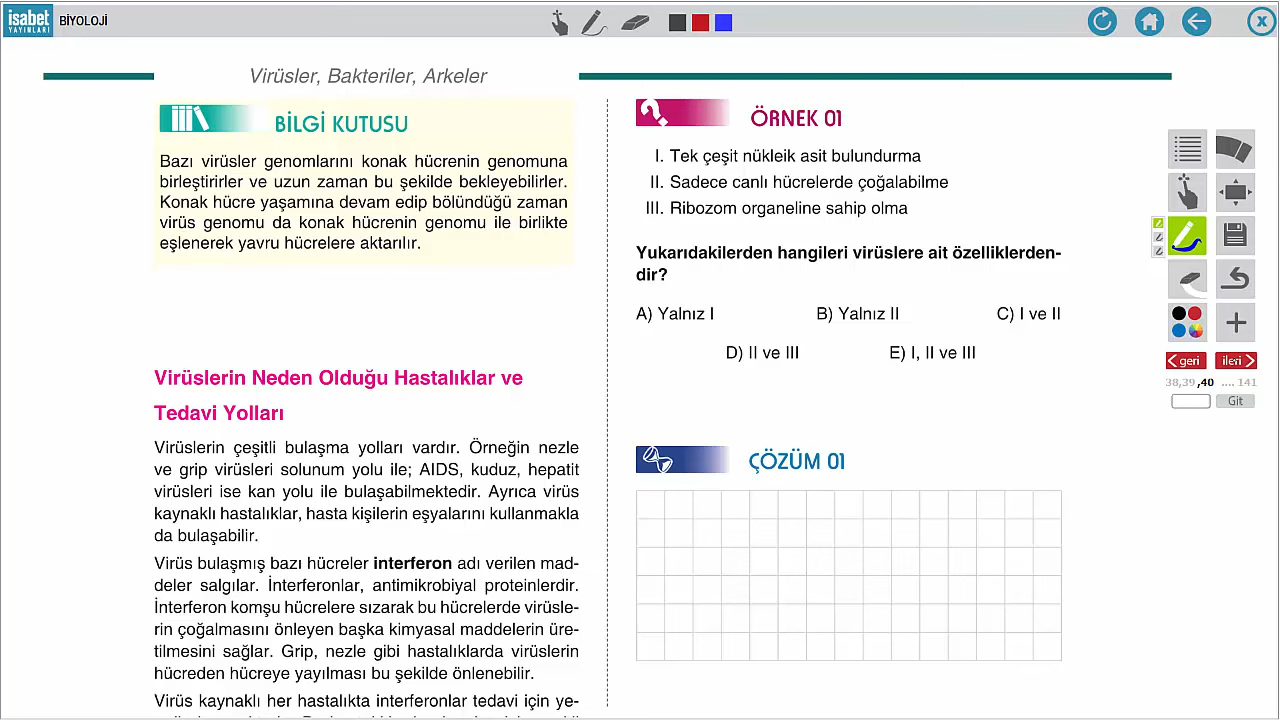 isabet
YAYINLARI
BİYOLOJİ
X
Virüsler, Bakteriler, Arkeler
BİLGİ KUTUSU
Bazı virüsler genomlarını konak hücrenin genomuna
birleştirirler ve uzun zaman bu şekilde bekleyebilirler.
Konak hücre yaşamına devam edip bölündüğü zaman
virüs genomu da konak hücrenin genomu ile birlikte
eşlenerek yavru hücrelere aktarılır.
Virüslerin Neden Olduğu Hastalıklar ve
Tedavi Yolları
Virüslerin çeşitli bulaşma yolları vardır. Örneğin nezle
ve grip virüsleri solunum yolu ile; AIDS, kuduz, hepatit
virüsleri ise kan yolu ile bulaşabilmektedir. Ayrıca virüs
kaynaklı hastalıklar, hasta kişilerin eşyalarını kullanmakla
da bulaşabilir.
Virüs bulaşmış bazı hücreler interferon adı verilen mad-
deler salgılar. İnterferonlar, antimikrobiyal proteinlerdir.
İnterferon komşu hücrelere sızarak bu hücrelerde virüsle-
rin çoğalmasını önleyen başka kimyasal maddelerin üre-
tilmesini sağlar. Grip, nezle gibi hastalıklarda virüslerin
hücreden hücreye yayılması bu şekilde önlenebilir.
Virüs kaynaklı her hastalıkta interferonlar tedavi için ye-
ÖRNEK 01
I. Tek çeşit nükleik asit bulundurma
II. Sadece canlı hücrelerde çoğalabilme
III. Ribozom organeline sahip olma
Yukarıdakilerden hangileri virüslere ait özelliklerden-
dir?
A) Yalnız I B) Yalnız II C) I ve II
D) II ve III E) I, II ve III
ÇÖZÜM 01
geri ileri
38,39,40 .... 141
Git